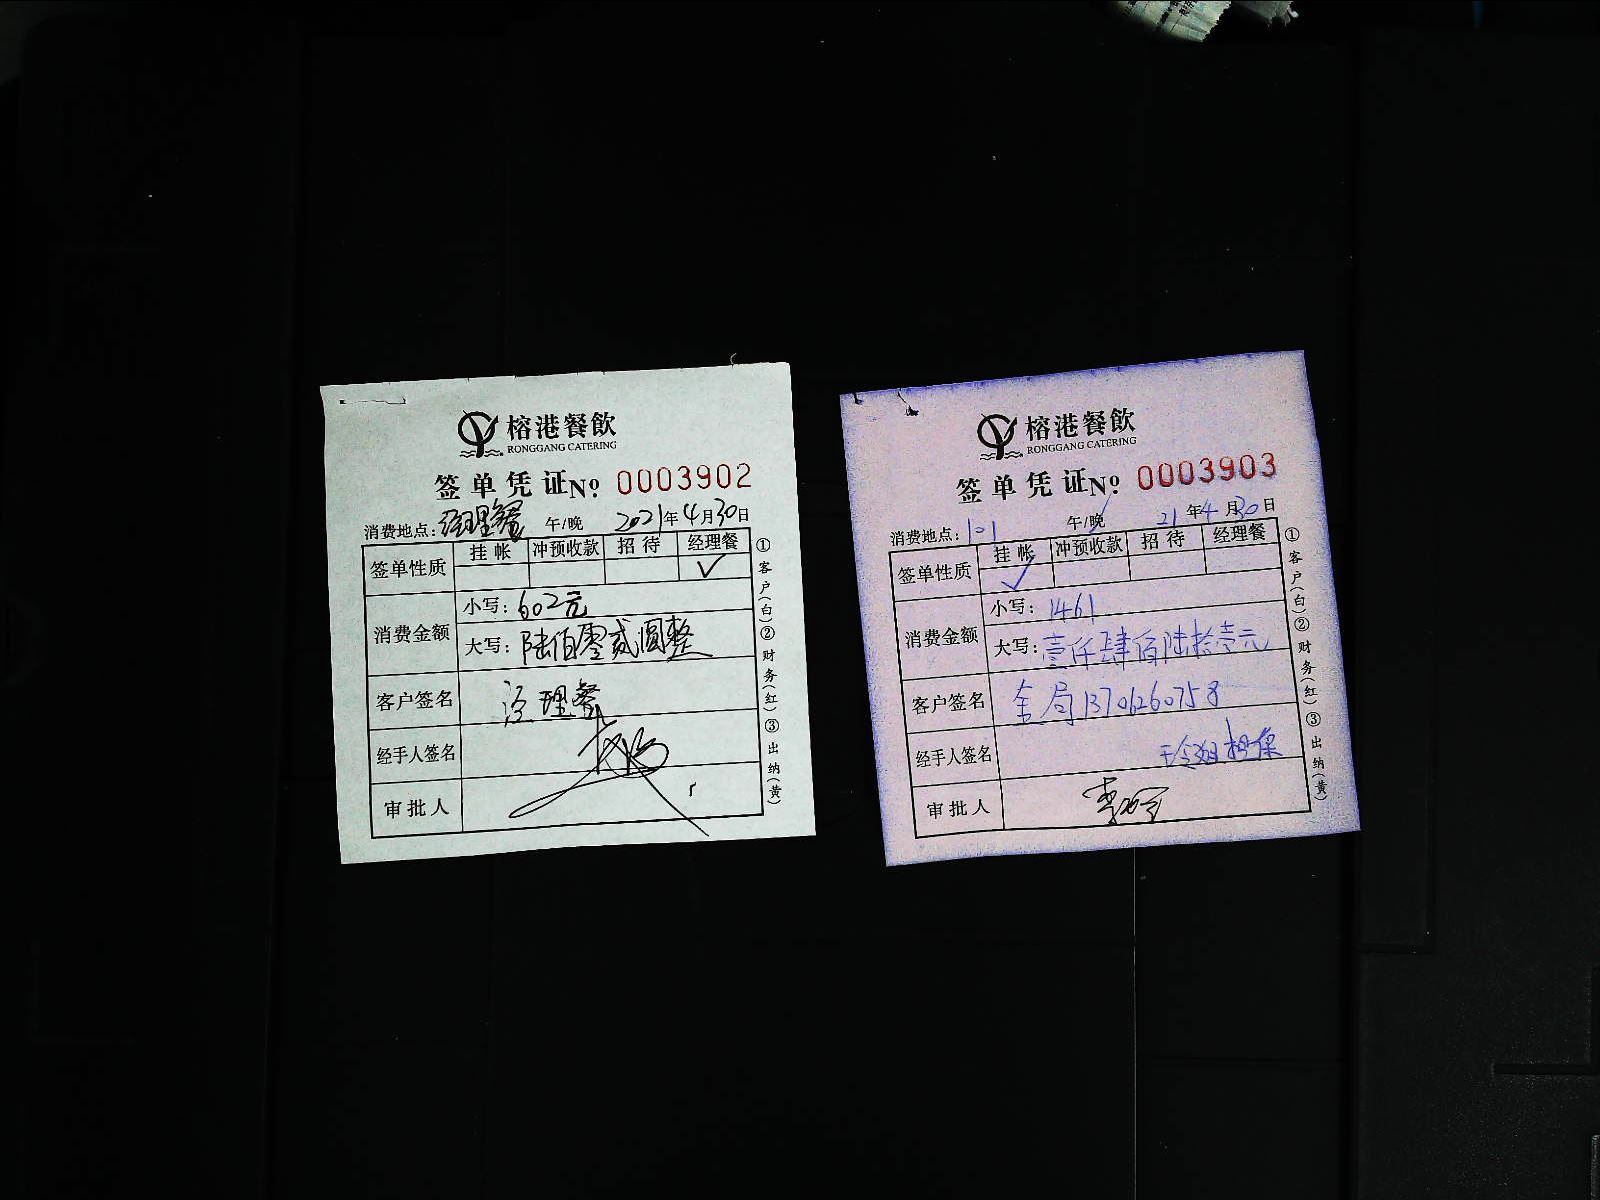 榕港餐飲
RONGGANG CATERING
签单凭证 No 0003902
消费地点：经理餐 午/晚 2021年4月30日
签单性质 挂帐 冲预收款 招待 经理餐
✓
消费金额 小写：602元
大写：陆佰零贰圆整
客户签名 经理餐
经手人签名
审批人
①客户(白)②财务(红)③出纳(黄)
榕港餐飲
RONGGANG CATERING
签单凭证 No 0003903
消费地点：101 午/晚 21年4月30日
签单性质 挂帐 冲预收款 招待 经理餐
✓
消费金额 小写：1461
大写：壹仟肆佰陆拾壹元
客户签名 余局
经手人签名 担保
审批人
①客户(白)②财务(红)③出纳(黄)